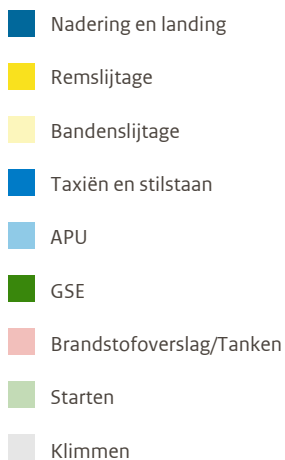 Nadering en landing
Remslijtage
Bandenslijtage
Taxiën en stilstaan
APU
GSE
Brandstofoverslag/Tanken
Starten
Klimmen